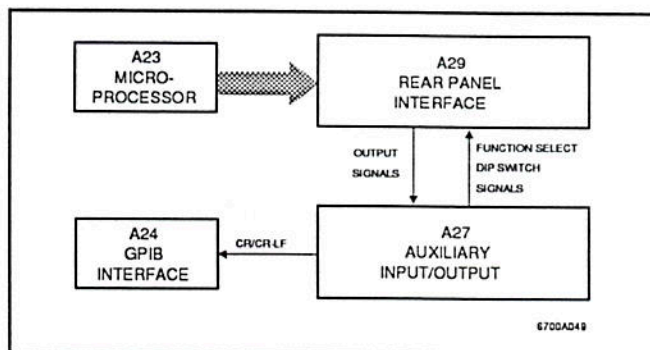 A23
MICRO-
PROCESSOR
A29
REAR PANEL
INTERFACE
OUTPUT
SIGNALS
FUNCTION SELECT
DIP SWITCH
SIGNALS
A24
GPIB
INTERFACE
CR/CR-LF
A27
AUXILIARY
INPUT/OUTPUT
6700A049